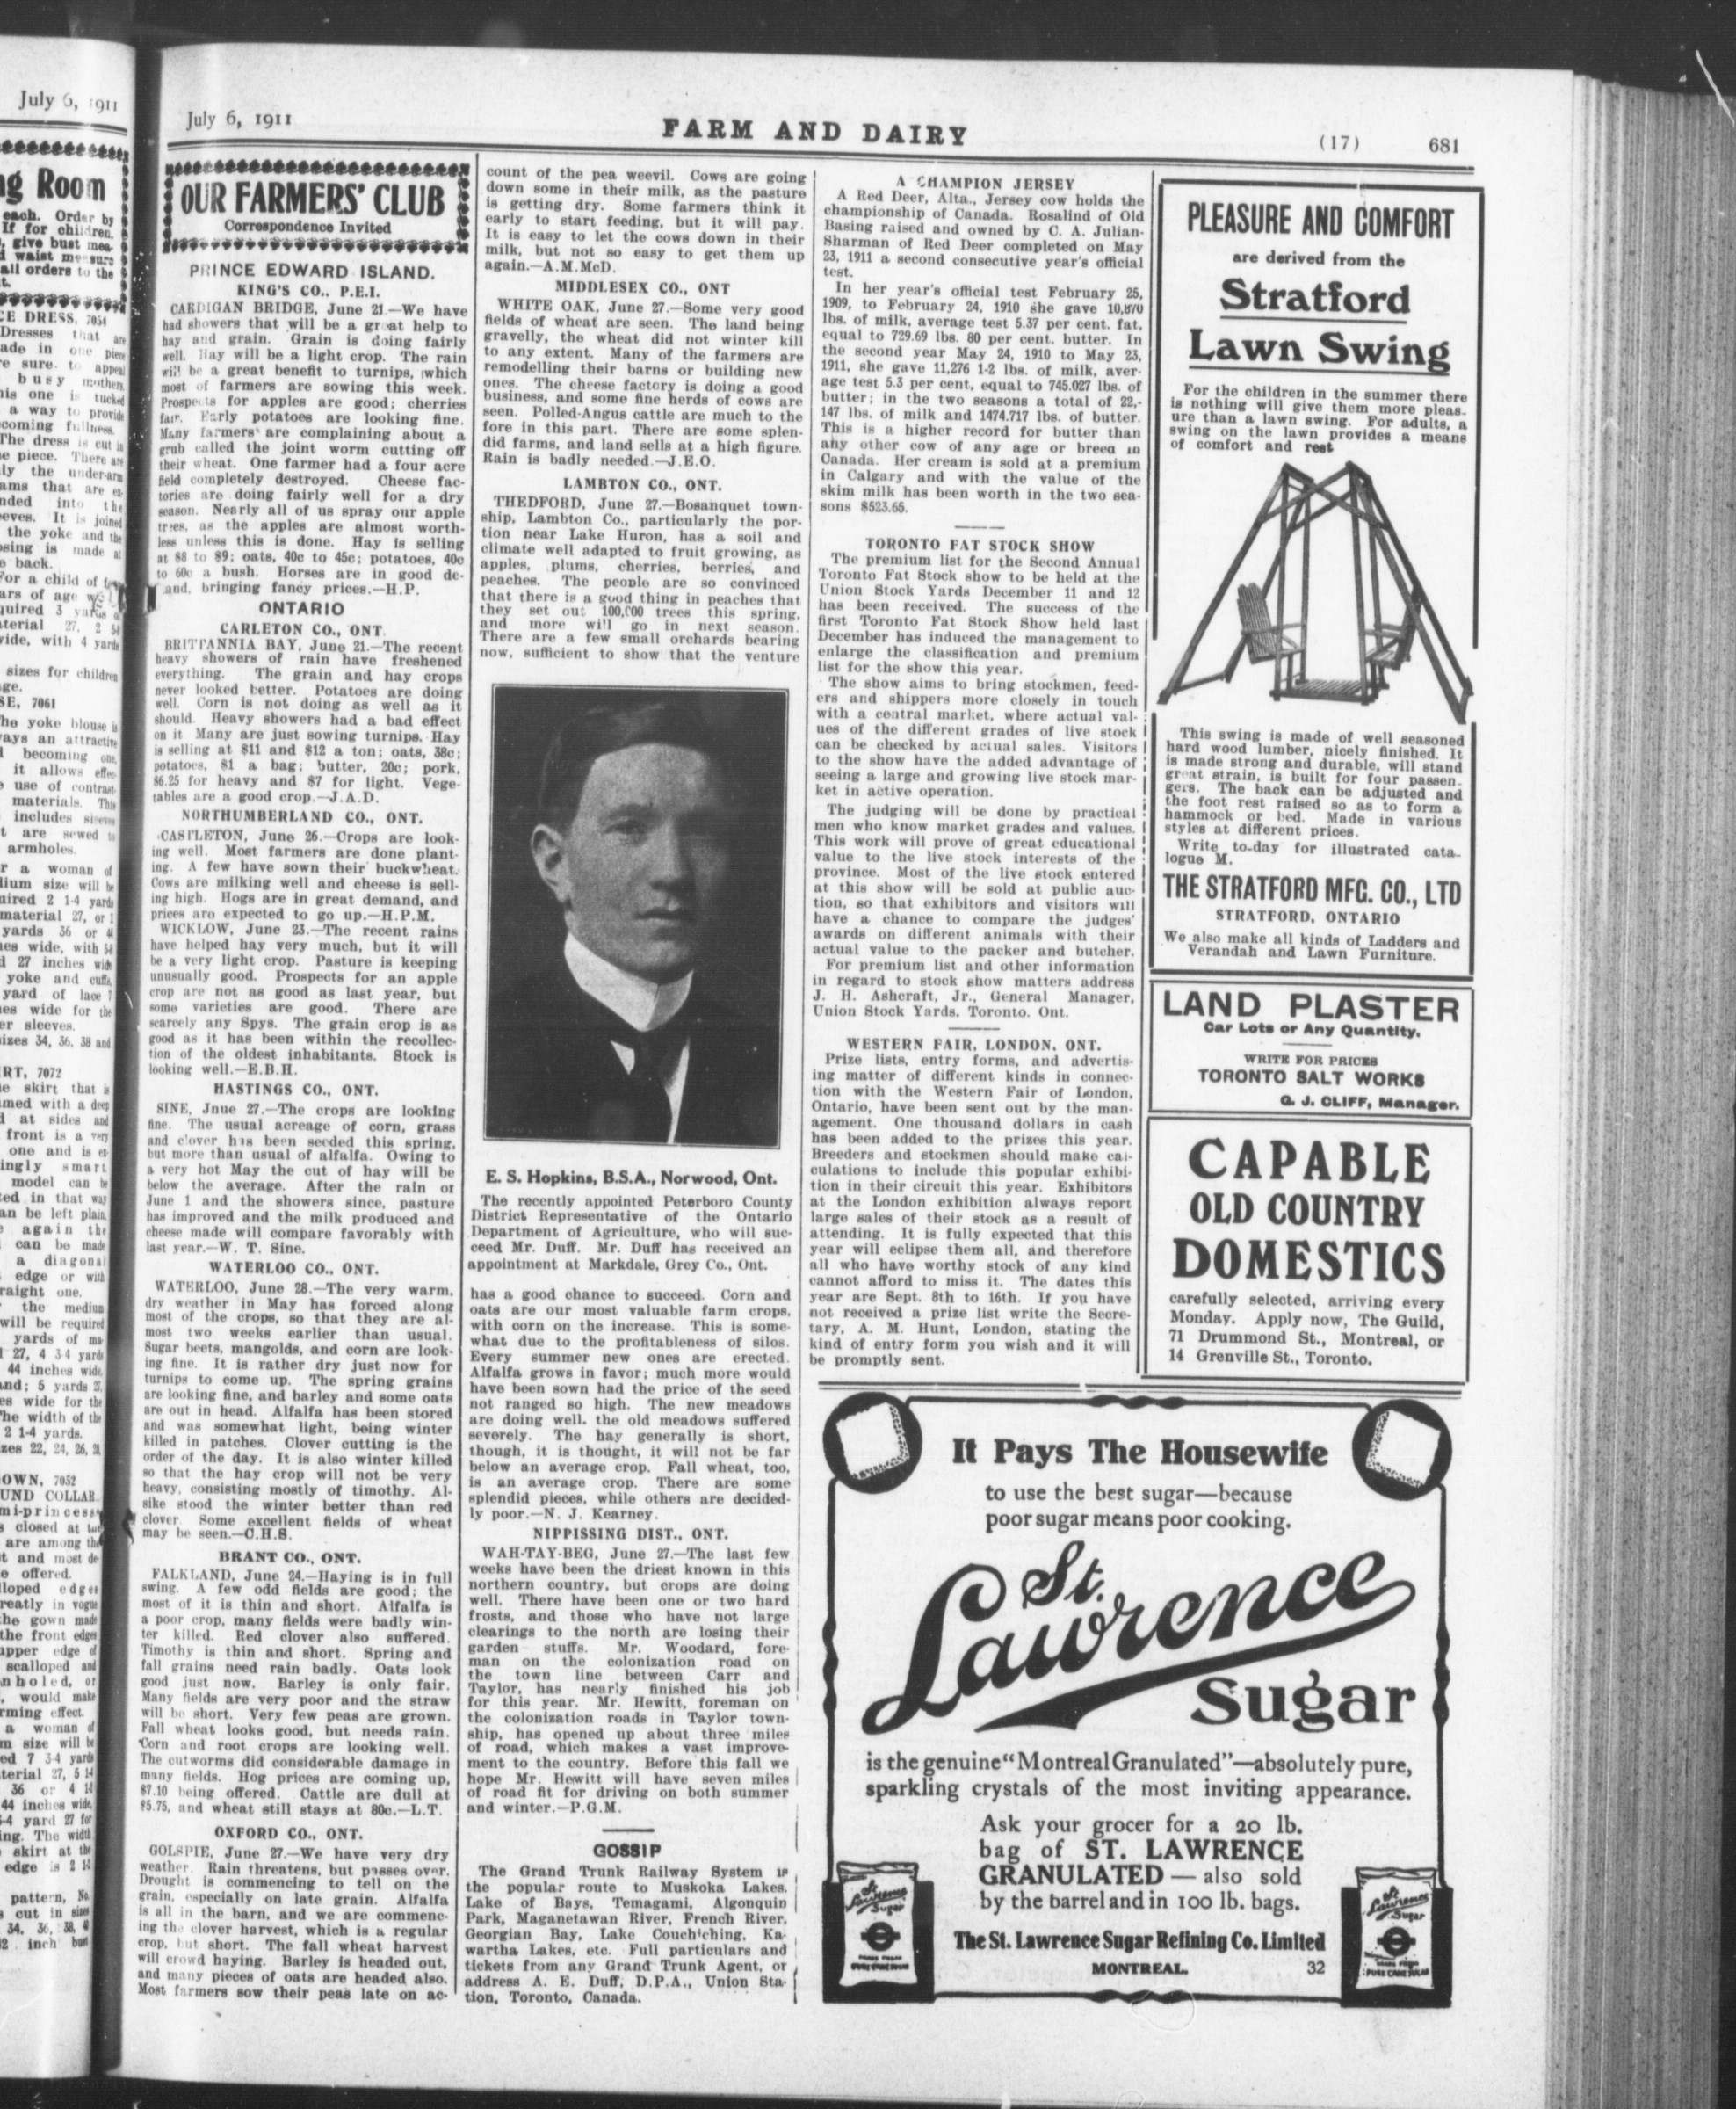 July 6, 1911
FARM AND DAIRY
(17)
681
OUR FARMERS' CLUB
Correspondence Invited
PRINCE EDWARD ISLAND.
KING'S CO., P.E.I.
CARDIGAN BRIDGE, June 21.—We have
had showers that will be a great help to
hay and grain. Grain is doing fairly
well. Hay will be a light crop. The rain
will be a great benefit to turnips, which
most of farmers are sowing this week.
Prospects for apples are good; cherries
fair. Early potatoes are looking fine.
Many farmers are complaining about a
grub called the joint worm cutting off
their wheat. One farmer had a four acre
field completely destroyed. Cheese fac-
tories are doing fairly well for a dry
season. Nearly all of us spray our apple
trees, as the apples are almost worth-
less unless this is done. Hay is selling
at $8 to $9; oats, 40c to 45c; potatoes, 40c
to 60c a bush. Horses are in good de-
and, bringing fancy prices.—H.P.
ONTARIO
CARLETON CO., ONT.
BRITANNIA BAY, June 21.—The recent
heavy showers of rain have freshened
everything. The grain and hay crops
never looked better. Potatoes are doing
well. Corn is not doing as well as it
should. Heavy showers had a bad effect
on it Many are just sowing turnips. Hay
is selling at $11 and $12 a ton; oats, 38c;
potatoes, $1 a bag; butter, 20c; pork,
$6.25 for heavy and $7 for light. Vege-
tables are a good crop.—J.A.D.
NORTHUMBERLAND CO., ONT.
CASTLETON, June 26.—Crops are look-
ing well. Most farmers are done plant-
ing. A few have sown their buckwheat.
Cows are milking well and cheese is sell-
ing high. Hogs are in great demand, and
prices are expected to go up.—H.P.M.
WICKLOW, June 23.—The recent rains
have helped hay very much, but it will
be a very light crop. Pasture is keeping
unusually good. Prospects for an apple
crop are not as good as last year, but
some varieties are good. There are
scarcely any Spys. The grain crop is as
good as it has been within the recollec-
tion of the oldest inhabitants. Stock is
looking well.—E.B.H.
HASTINGS CO., ONT.
SINE, Jnue 27.—The crops are looking
fine. The usual acreage of corn, grass
and clover has been seeded this spring,
but more than usual of alfalfa. Owing to
a very hot May the cut of hay will be
below the average. After the rain of
June 1 and the showers since, pasture
has improved and the milk produced and
cheese made will compare favorably with
last year.—W. T. Sine.
WATERLOO CO., ONT.
WATERLOO, June 28.—The very warm,
dry weather in May has forced along
most of the crops, so that they are al-
most two weeks earlier than usual.
Sugar beets, mangolds, and corn are look-
ing fine. It is rather dry just now for
turnips to come up. The spring grains
are looking fine, and barley and some oats
are out in head. Alfalfa has been stored
and was somewhat light, being winter
killed in patches. Clover cutting is the
order of the day. It is also winter killed
so that the hay crop will not be very
heavy, consisting mostly of timothy. Al-
sike stood the winter better than red
clover. Some excellent fields of wheat
may be seen.—C.H.S.
BRANT CO., ONT.
FALKLAND, June 24.—Haying is in full
swing. A few odd fields are good; the
most of it is thin and short. Alfalfa is
a poor crop, many fields were badly win-
ter killed. Red clover also suffered.
Timothy is thin and short. Spring and
fall grains need rain badly. Oats look
good just now. Barley is only fair.
Many fields are very poor and the straw
will be short. Very few peas are grown.
Fall wheat looks good, but needs rain.
Corn and root crops are looking well.
The cutworms did considerable damage in
many fields. Hog prices are coming up,
$7.10 being offered. Cattle are dull at
$5.75, and wheat still stays at 80c.—L.T.
OXFORD CO., ONT.
GOLSPIE, June 27.—We have very dry
weather. Rain threatens, but passes over.
Drought is commencing to tell on the
grain, especially on late grain. Alfalfa
is all in the barn, and we are commenc-
ing the clover harvest, which is a regular
crop, but short. The fall wheat harvest
will crowd haying. Barley is headed out,
and many pieces of oats are headed also.
Most farmers sow their peas late on ac-
count of the pea weevil. Cows are going
down some in their milk, as the pasture
is getting dry. Some farmers think it
early to start feeding, but it will pay.
It is easy to let the cows down in their
milk, but not so easy to get them up
again.—A.M.McD.
MIDDLESEX CO., ONT
WHITE OAK, June 27.—Some very good
fields of wheat are seen. The land being
gravelly, the wheat did not winter kill
to any extent. Many of the farmers are
remodelling their barns or building new
ones. The cheese factory is doing a good
business, and some fine herds of cows are
seen. Polled-Angus cattle are much to the
fore in this part. There are some splen-
did farms, and land sells at a high figure.
Rain is badly needed.—J.E.O.
LAMBTON CO., ONT.
THEDFORD, June 27.—Bosanquet town-
ship, Lambton Co., particularly the por-
tion near Lake Huron, has a soil and
climate well adapted to fruit growing, as
apples, plums, cherries, berries, and
peaches. The people are so convinced
that there is a good thing in peaches that
they set out 100,000 trees this spring,
and more will go in next season.
There are a few small orchards bearing
now, sufficient to show that the venture
E. S. Hopkins, B.S.A., Norwood, Ont.
The recently appointed Peterboro County
District Representative of the Ontario
Department of Agriculture, who will suc-
ceed Mr. Duff. Mr. Duff has received an
appointment at Markdale, Grey Co., Ont.
has a good chance to succeed. Corn and
oats are our most valuable farm crops,
with corn on the increase. This is some-
what due to the profitableness of silos.
Every summer new ones are erected.
Alfalfa grows in favor; much more would
have been sown had the price of the seed
not ranged so high. The new meadows
are doing well. the old meadows suffered
severely. The hay generally is short,
though, it is thought, it will not be far
below an average crop. Fall wheat, too,
is an average crop. There are some
splendid pieces, while others are decided-
ly poor.—N. J. Kearney.
NIPPISSING DIST., ONT.
WAH-TAY-BEG, June 27.—The last few
weeks have been the driest known in this
northern country, but crops are doing
well. There have been one or two hard
frosts, and those who have not large
clearings to the north are losing their
garden stuffs. Mr. Woodard, fore-
man on the colonization road on
the town line between Carr and
Taylor, has nearly finished his job
for this year. Mr. Hewitt, foreman on
the colonization roads in Taylor town-
ship, has opened up about three miles
of road, which makes a vast improve-
ment to the country. Before this fall we
hope Mr. Hewitt will have seven miles
of road fit for driving on both summer
and winter.—P.G.M.
GOSSIP
The Grand Trunk Railway System is
the popular route to Muskoka Lakes.
Lake of Bays, Temagami, Algonquin
Park, Maganetawan River, French River.
Georgian Bay, Lake Couchiching, Ka-
wartha Lakes, etc. Full particulars and
tickets from any Grand Trunk Agent, or
address A. E. Duff, D.P.A., Union Sta-
tion, Toronto, Canada.
A CHAMPION JERSEY
A Red Deer, Alta., Jersey cow holds the
championship of Canada. Rosalind of Old
Basing raised and owned by C. A. Julian-
Sharman of Red Deer completed on May
23, 1911 a second consecutive year's official
test.
In her year's official test February 25,
1909, to February 24, 1910 she gave 10,870
lbs. of milk, average test 5.37 per cent. fat,
equal to 729.69 lbs. 80 per cent. butter. In
the second year May 24, 1910 to May 23,
1911, she gave 11,276 1-2 lbs. of milk, aver-
age test 5.3 per cent, equal to 745.027 lbs. of
butter; in the two seasons a total of 22,-
147 lbs. of milk and 1474.717 lbs. of butter.
This is a higher record for butter than
any other cow of any age or breed in
Canada. Her cream is sold at a premium
in Calgary and with the value of the
skim milk has been worth in the two sea-
sons $523.65.
TORONTO FAT STOCK SHOW
The premium list for the Second Annual
Toronto Fat Stock show to be held at the
Union Stock Yards December 11 and 12
has been received. The success of the
first Toronto Fat Stock Show held last
December has induced the management to
enlarge the classification and premium
list for the show this year.
The show aims to bring stockmen, feed-
ers and shippers more closely in touch
with a central market, where actual val-
ues of the different grades of live stock
can be checked by actual sales. Visitors
to the show have the added advantage of
seeing a large and growing live stock mar-
ket in active operation.
The judging will be done by practical
men who know market grades and values.
This work will prove of great educational
value to the live stock interests of the
province. Most of the live stock entered
at this show will be sold at public auc-
tion, so that exhibitors and visitors will
have a chance to compare the judges'
awards on different animals with their
actual value to the packer and butcher.
For premium list and other information
in regard to stock show matters address
J. H. Ashcraft, Jr., General Manager,
Union Stock Yards. Toronto. Ont.
WESTERN FAIR, LONDON, ONT.
Prize lists, entry forms, and advertis-
ing matter of different kinds in connec-
tion with the Western Fair of London,
Ontario, have been sent out by the man-
agement. One thousand dollars in cash
has been added to the prizes this year.
Breeders and stockmen should make cal-
culations to include this popular exhibi-
tion in their circuit this year. Exhibitors
at the London exhibition always report
large sales of their stock as a result of
attending. It is fully expected that this
year will eclipse them all, and therefore
all who have worthy stock of any kind
cannot afford to miss it. The dates this
year are Sept. 8th to 16th. If you have
not received a prize list write the Secre-
tary, A. M. Hunt, London, stating the
kind of entry form you wish and it will
be promptly sent.
PLEASURE AND COMFORT
are derived from the
Stratford
Lawn Swing
For the children in the summer there
is nothing will give them more pleas-
ure than a lawn swing. For adults, a
swing on the lawn provides a means
of comfort and rest
This swing is made of well seasoned
hard wood lumber, nicely finished. It
is made strong and durable, will stand
great strain, is built for four passen-
gers. The back can be adjusted and
the foot rest raised so as to form a
hammock or bed. Made in various
styles at different prices.
Write to-day for illustrated cata-
logue M.
THE STRATFORD MFG. CO., LTD
STRATFORD, ONTARIO
We also make all kinds of Ladders and
Verandah and Lawn Furniture.
LAND PLASTER
Car Lots or Any Quantity.
WRITE FOR PRICES
TORONTO SALT WORKS
G. J. CLIFF, Manager.
CAPABLE
OLD COUNTRY
DOMESTICS
carefully selected, arriving every
Monday. Apply now, The Guild,
71 Drummond St., Montreal, or
14 Grenville St., Toronto.
It Pays The Housewife
to use the best sugar—because
poor sugar means poor cooking.
St.
Lawrence
Sugar
is the genuine "Montreal Granulated"—absolutely pure,
sparkling crystals of the most inviting appearance.
Ask your grocer for a 20 lb.
bag of ST. LAWRENCE
GRANULATED — also sold
by the barrel and in 100 lb. bags.
The St. Lawrence Sugar Refining Co. Limited
MONTREAL.
32